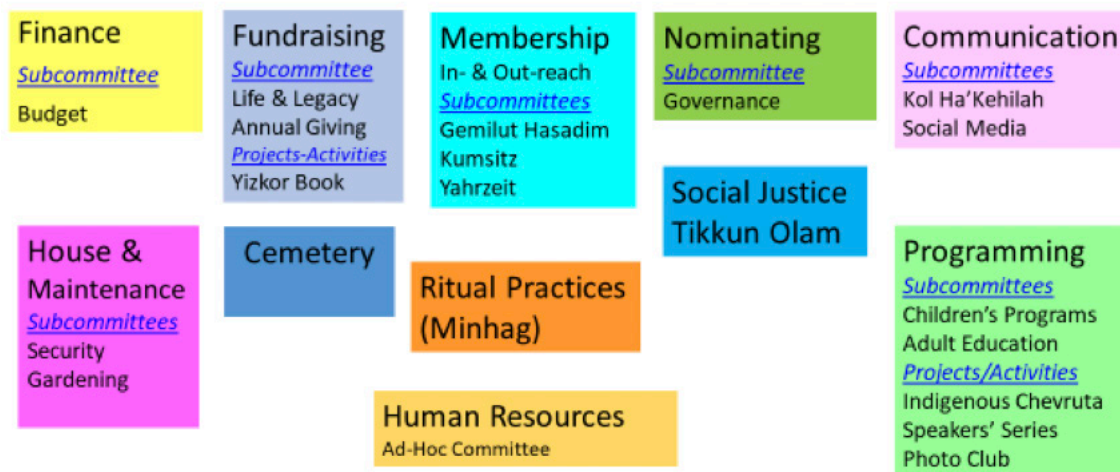 Finance
Subcommittee
Budget
Fundraising
Subcommittee
Life & Legacy
Annual Giving
Projects-Activities
Yizkor Book
Membership
In- & Out-reach
Subcommittees
Gemilut Hasadim
Kumsitz
Yahrzeit
Nominating
Subcommittee
Governance
Communication
Subcommittees
Kol Ha'Kehilah
Social Media
House &
Maintenance
Subcommittees
Security
Gardening
Cemetery
Ritual Practices
(Minhag)
Social Justice
Tikkun Olam
Programming
Subcommittees
Children's Programs
Adult Education
Projects/Activities
Indigenous Chevruta
Speakers' Series
Photo Club
Human Resources
Ad-Hoc Committee